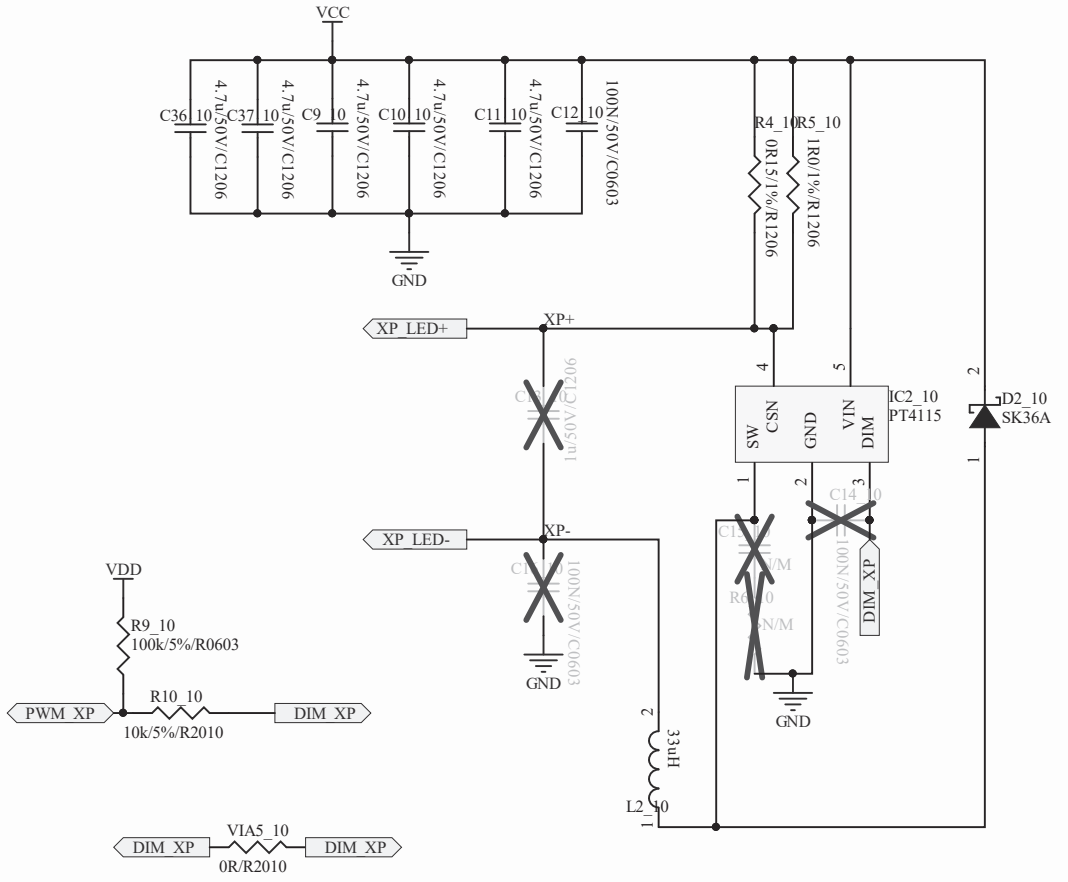 VCC
C36_10
4.7u/50V/C1206
C37_10
4.7u/50V/C1206
C9_10
4.7u/50V/C1206
C10_10
4.7u/50V/C1206
C11_10
4.7u/50V/C1206
C12_10
100N/50V/C0603
GND
R4_10
0R15/1%/R1206
R5_10
1R0/1%/R1206
XP_LED+
XP+
1u/50V/C1206
4
5
CSN
VIN
SW
GND
DIM
IC2_10
PT4115
2
D2_10
SK36A
1
1
2
3
C14_10
100N/50V/C0603
DIM_XP
N/M
N/M
XP_LED-
XP-
100N/50V/C0603
GND
GND
VDD
R9_10
100k/5%/R0603
PWM_XP
R10_10
10k/5%/R2010
DIM_XP
2
33uH
L2_10
1
DIM_XP
VIA5_10
0R/R2010
DIM_XP